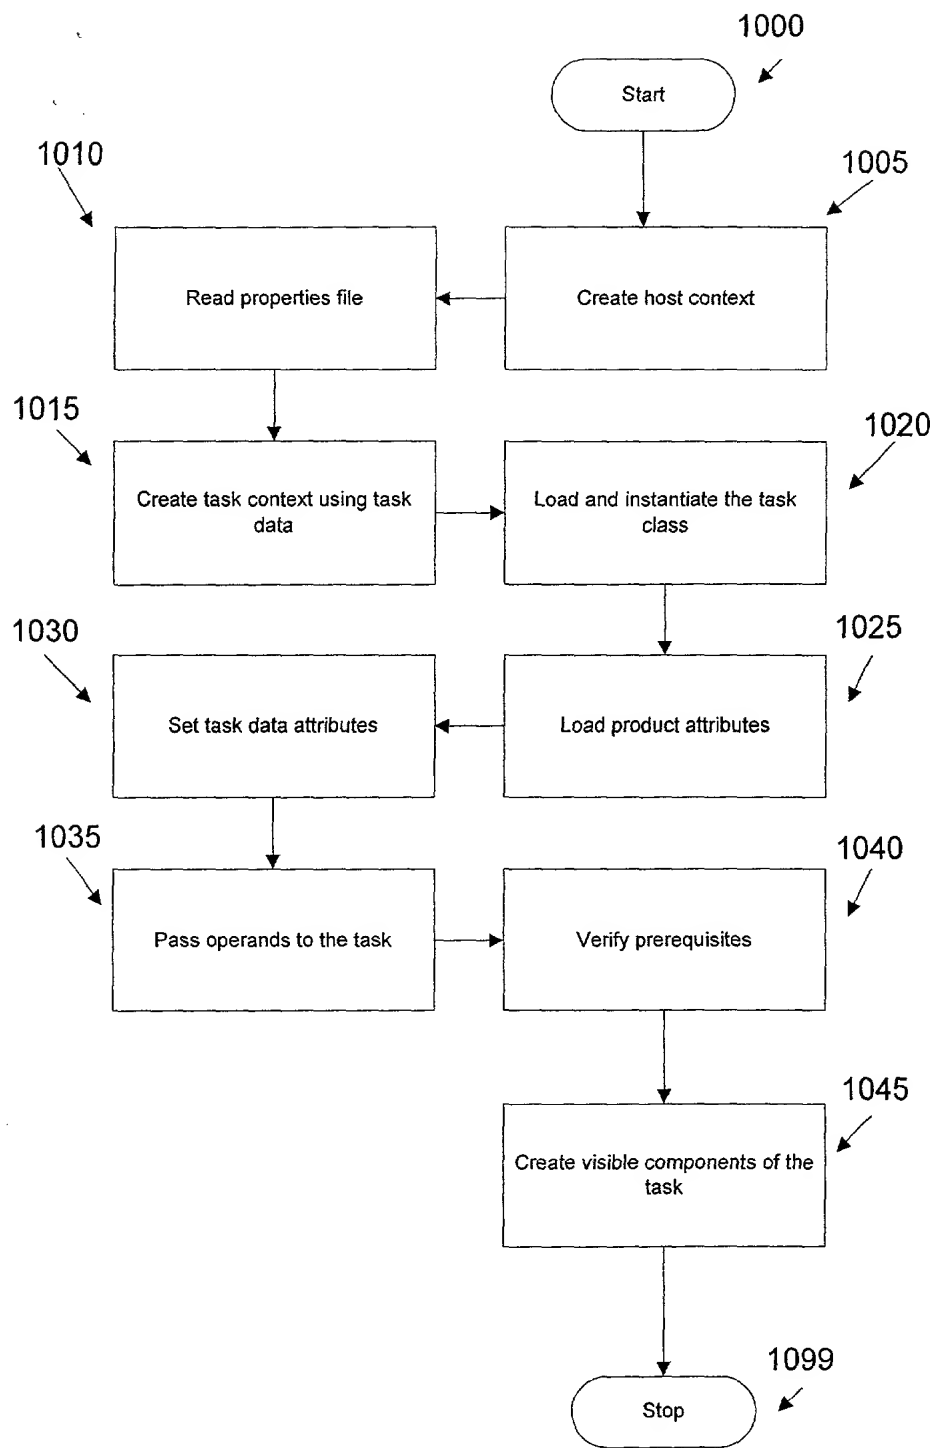 1000
Start
1010
1005
Read properties file
Create host context
1015
1020
Create task context using task
data
Load and instantiate the task
class
1030
1025
Set task data attributes
Load product attributes
1035
1040
Pass operands to the task
Verify prerequisites
1045
Create visible components of the
task
1099
Stop